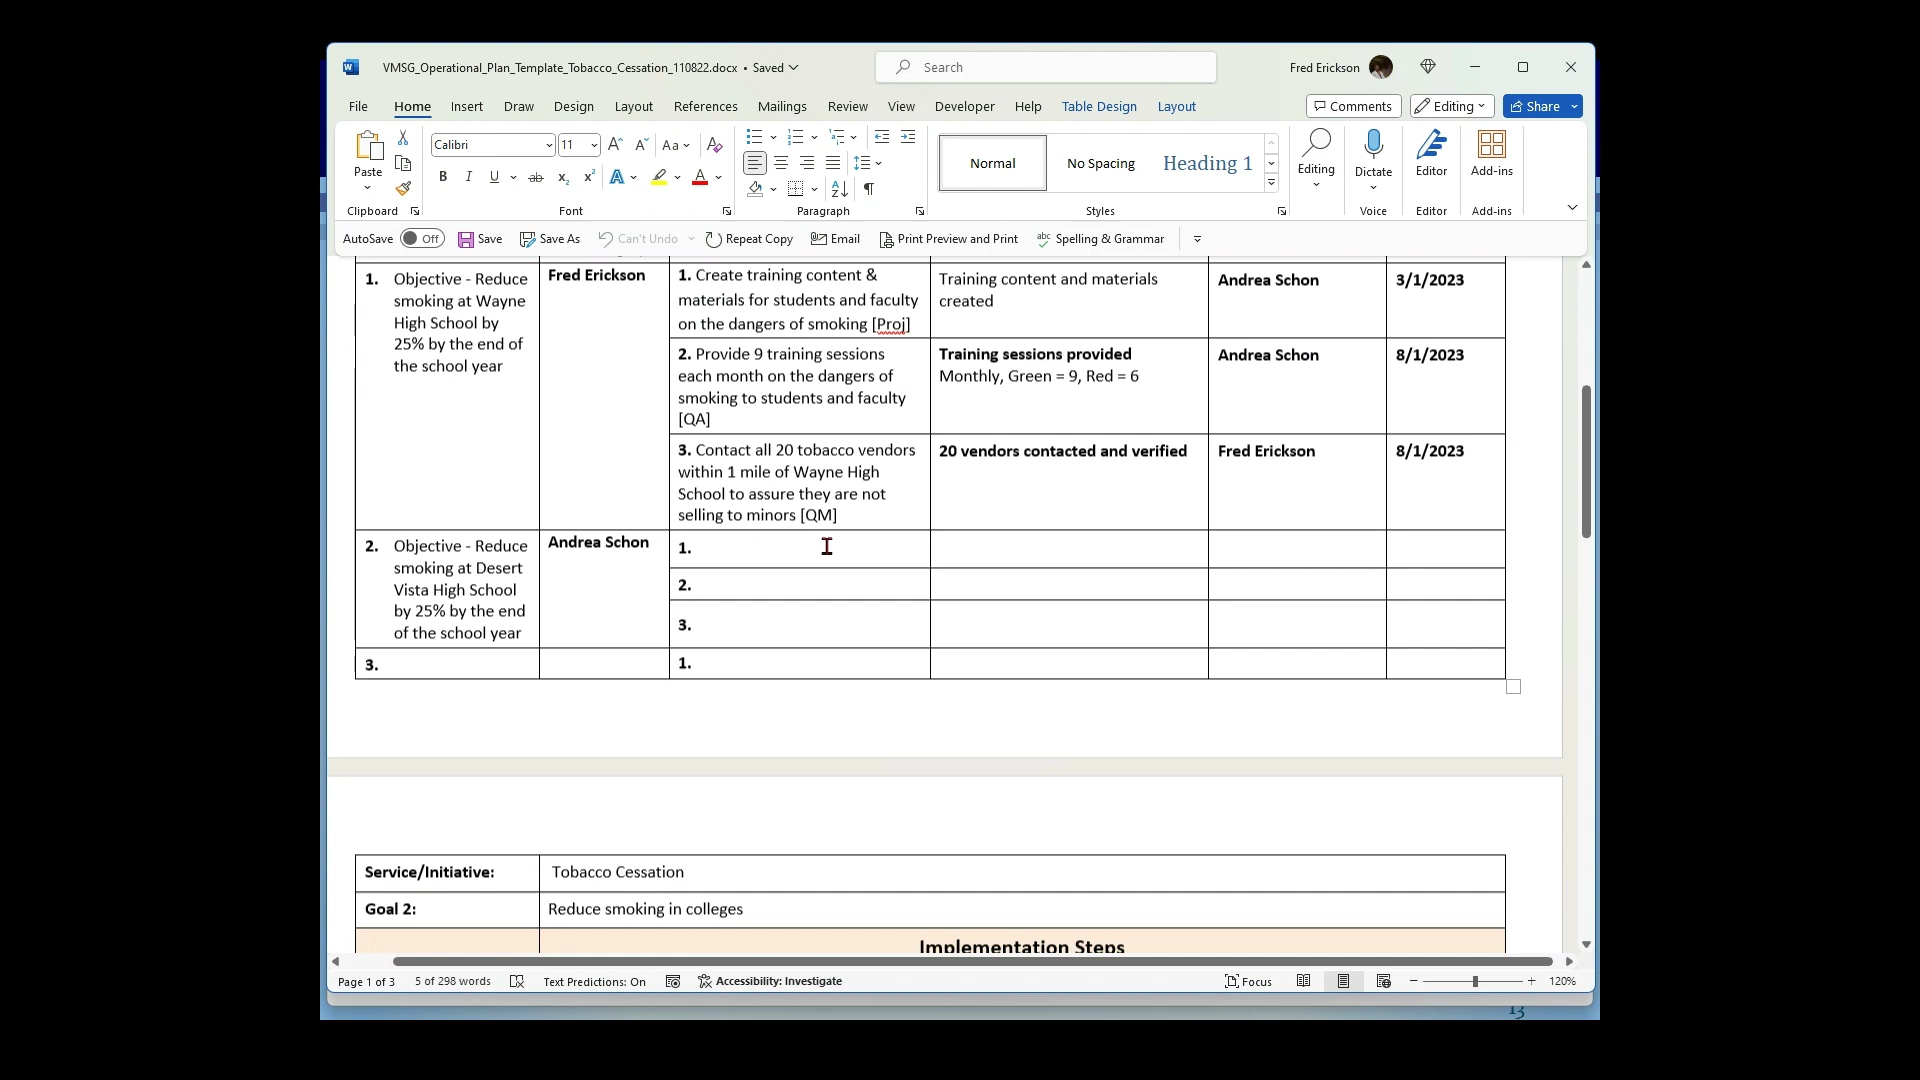 VMSG_Operational_Plan_Template_Tobacco_Cessation_110822.docx • Saved
Search
Fred Erickson
File Home Insert Draw Design Layout References Mailings Review View Developer Help Table Design Layout
Comments Editing Share
Paste
Clipboard
Calibri 11
Font
Paragraph
Normal No Spacing Heading 1
Styles
Editing
Dictate
Voice
Editor
Editor
Add-ins
Add-ins
AutoSave Off Save Save As Can't Undo Repeat Copy Email Print Preview and Print Spelling & Grammar
1. Objective - Reduce
smoking at Wayne
High School by
25% by the end of
the school year
Fred Erickson
1. Create training content &
materials for students and faculty
on the dangers of smoking [Proj]
Training content and materials
created
Andrea Schon
3/1/2023
2. Provide 9 training sessions
each month on the dangers of
smoking to students and faculty
[QA]
Training sessions provided
Monthly, Green = 9, Red = 6
Andrea Schon
8/1/2023
3. Contact all 20 tobacco vendors
within 1 mile of Wayne High
School to assure they are not
selling to minors [QM]
20 vendors contacted and verified
Fred Erickson
8/1/2023
2. Objective - Reduce
smoking at Desert
Vista High School
by 25% by the end
of the school year
Andrea Schon
1.
2.
3.
3.
1.
Service/Initiative: Tobacco Cessation
Goal 2: Reduce smoking in colleges
Implementation Steps
Page 1 of 3 5 of 298 words Text Predictions: On Accessibility: Investigate Focus 120%
13